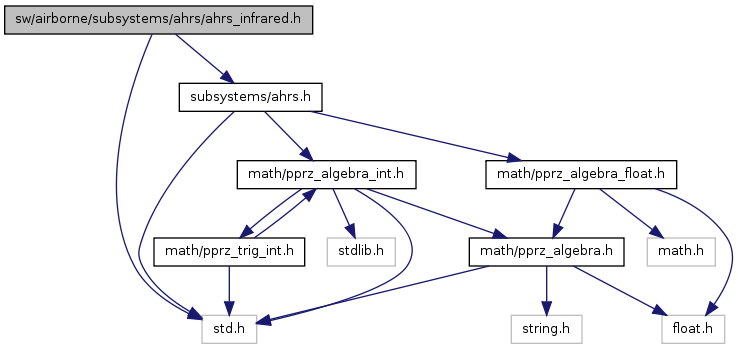 sw/airborne/subsystems/ahrs/ahrs_infrared.h
subsystems/ahrs.h
math/pprz_algebra_int.h
math/pprz_algebra_float.h
math/pprz_trig_int.h
stdlib.h
math/pprz_algebra.h
math.h
std.h
string.h
float.h